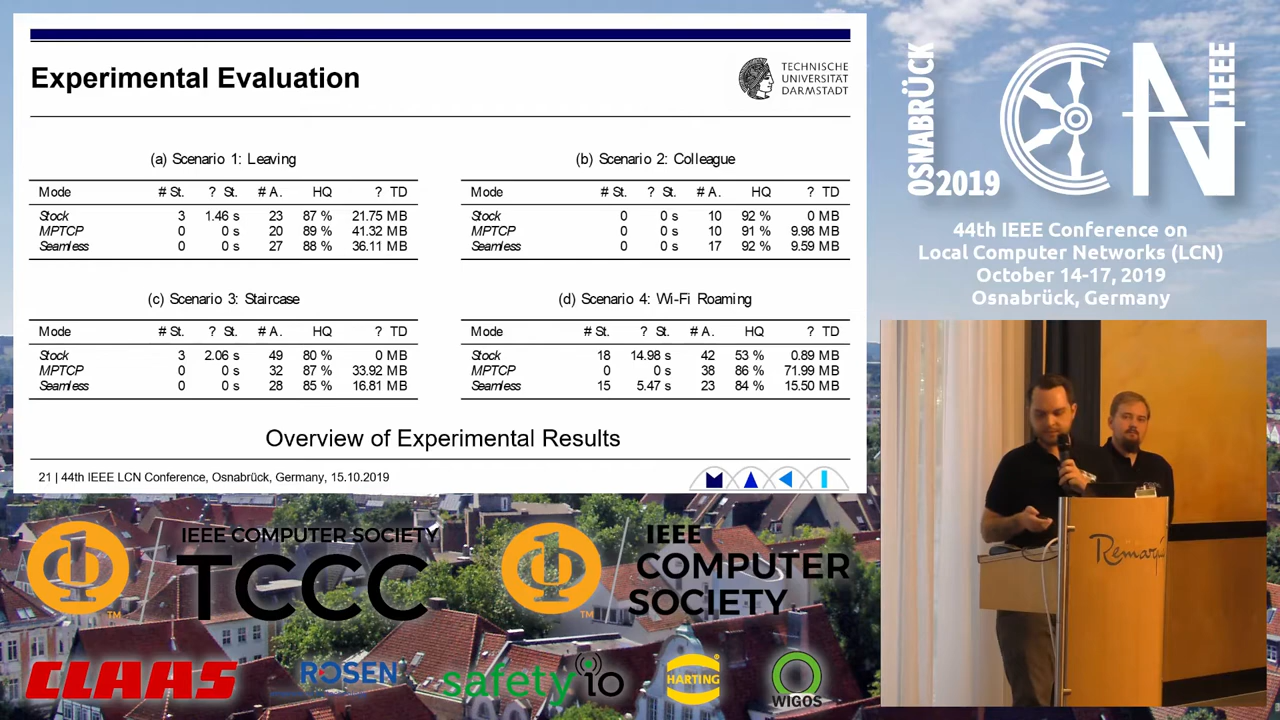 Experimental Evaluation
TECHNISCHE
UNIVERSITÄT
DARMSTADT
(a) Scenario 1: Leaving
Mode # St. ? St. # A. HQ ? TD
Stock 3 1.46 s 23 87 % 21.75 MB
MPTCP 0 0 s 20 89 % 41.32 MB
Seamless 0 0 s 27 88 % 36.11 MB
(b) Scenario 2: Colleague
Mode # St. ? St. # A. HQ ? TD
Stock 0 0 s 10 92 % 0 MB
MPTCP 0 0 s 10 91 % 9.98 MB
Seamless 0 0 s 17 92 % 9.59 MB
(c) Scenario 3: Staircase
Mode # St. ? St. # A. HQ ? TD
Stock 3 2.06 s 49 80 % 0 MB
MPTCP 0 0 s 32 87 % 33.92 MB
Seamless 0 0 s 28 85 % 16.81 MB
(d) Scenario 4: Wi-Fi Roaming
Mode # St. ? St. # A. HQ ? TD
Stock 18 14.98 s 42 53 % 0.89 MB
MPTCP 0 0 s 38 86 % 71.99 MB
Seamless 15 5.47 s 23 84 % 15.50 MB
Overview of Experimental Results
21 | 44th IEEE LCN Conference, Osnabrück, Germany, 15.10.2019
OSNABRÜCK
2019
LCN
IEEE
44th IEEE Conference on
Local Computer Networks (LCN)
October 14-17, 2019
Osnabrück, Germany
IEEE COMPUTER SOCIETY
TCCC
TM
IEEE
COMPUTER
SOCIETY
TM
CLAAS
ROSEN
safety io
HARTING
WIGOS